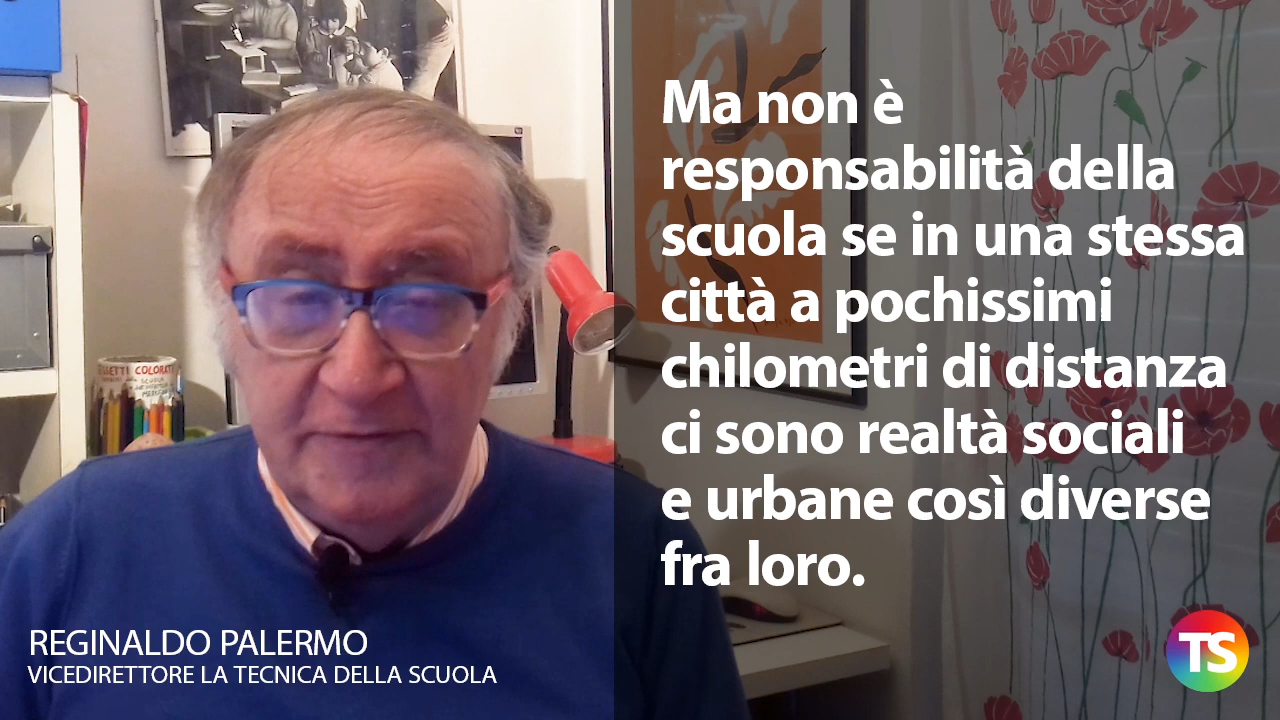 Ma non è
responsabilità della
scuola se in una stessa
città a pochissimi
chilometri di distanza
ci sono realtà sociali
e urbane così diverse
fra loro.
COLORATI
REGINALDO PALERMO
VICEDIRETTORE LA TECNICA DELLA SCUOLA
TS